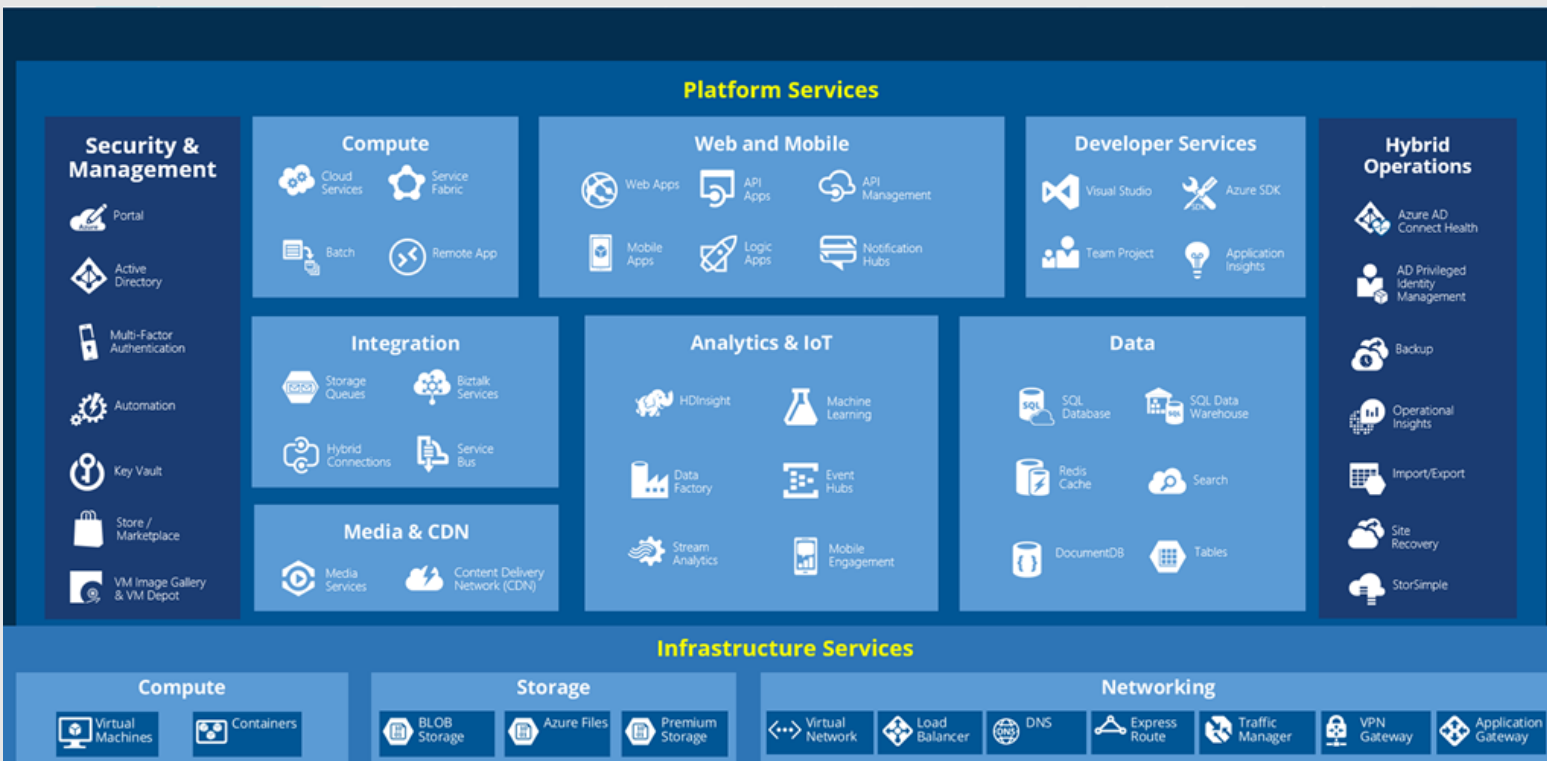 Platform Services
Security &
Management
Azure
Portal
Active
Directory
Multi-Factor
Authentication
Automation
Key Vault
Store /
Marketplace
VM Image Gallery
& VM Depot
Compute
Cloud
Services
Service
Fabric
Batch
Remote App
Web and Mobile
Web Apps
API
Apps
API
Management
Mobile
Apps
Logic
Apps
Notification
Hubs
Developer Services
Visual Studio
SDK
Azure SDK
Team Project
Application
Insights
Hybrid
Operations
Azure AD
Connect Health
AD Privileged
Identity
Management
Backup
Operational
Insights
Import/Export
Site
Recovery
StorSimple
Integration
Storage
Queues
Biztalk
Services
Hybrid
Connections
Service
Bus
Media & CDN
Media
Services
Content Delivery
Network (CDN)
Analytics & IoT
HDInsight
Machine
Learning
Data
Factory
Event
Hubs
Stream
Analytics
Mobile
Engagement
Data
SQL
SQL
Database
SQL
SQL Data
Warehouse
Redis
Cache
Search
{ }
DocumentDB
Tables
Infrastructure Services
Compute
Virtual
Machines
Containers
Storage
BLOB
Storage
Azure Files
Premium
Storage
Networking
Virtual
Network
Load
Balancer
DNS
DNS
Express
Route
Traffic
Manager
VPN
Gateway
Application
Gateway